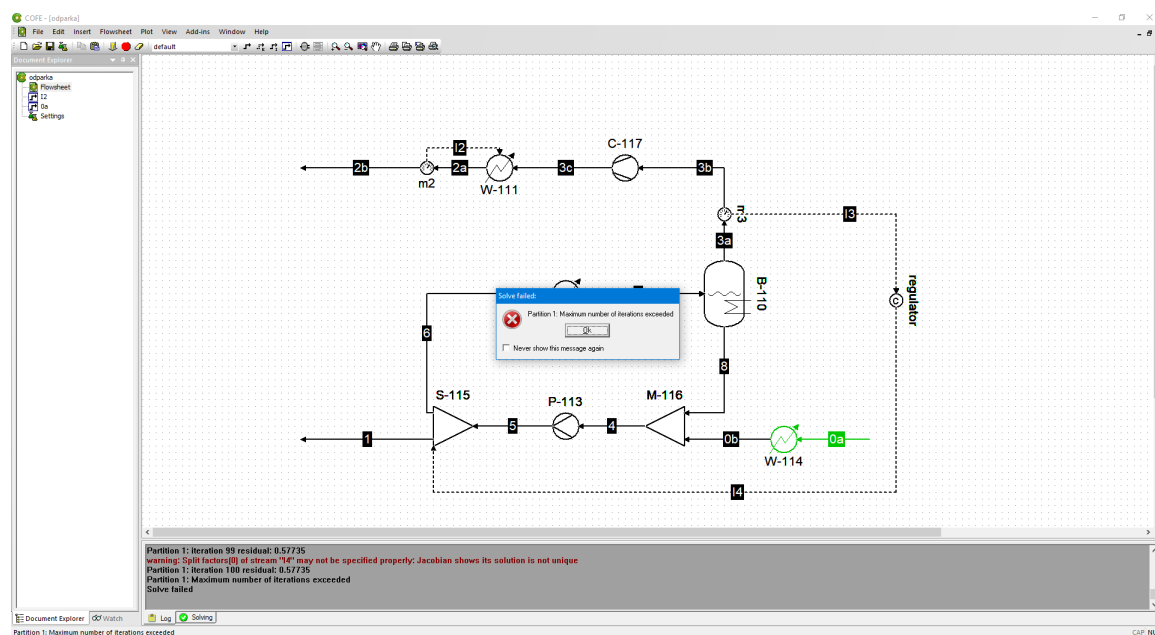 COFE - [odparka]
File Edit Insert Flowsheet Plot View Add-ins Window Help
default
Document Explorer
odparka
Flowsheet
I2
0a
Settings
C-117
I2
2b
2a
3c
3b
m2
W-111
m3
I3
3a
B-110
regulator
C
Solve failed:
Partition 1: Maximum number of iterations exceeded
Ok
Never show this message again
6
8
S-115
P-113
M-116
5
4
1
0b
0a
W-114
I4
Partition 1: iteration 99 residual: 0.57735
warning: Split factors[0] of stream "I4" may not be specified properly: Jacobian shows its solution is not unique
Partition 1: iteration 100 residual: 0.57735
Partition 1: Maximum number of iterations exceeded
Solve failed
Document Explorer Watch Log Solving
Partition 1: Maximum number of iterations exceeded
CAP